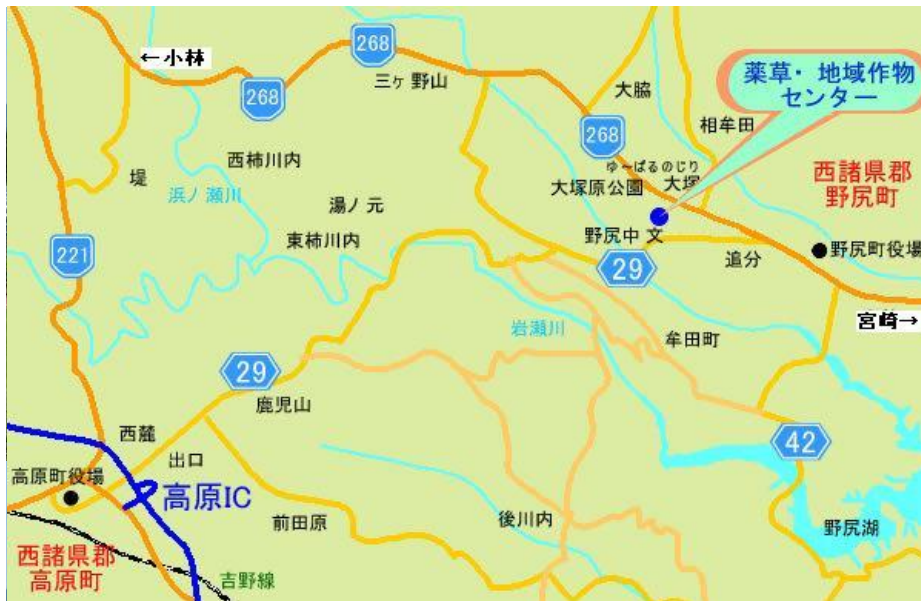 268
←小林
薬草・地域作物
センター
三ヶ野山
268
大脇
相牟田
268
西柿川内
堤
浜ノ瀬川
ゆ～ぱるのじり
大塚原公園
大塚
西諸県郡
野尻町
湯ノ元
東柿川内
野尻中
文
221
29
追分
野尻町役場
宮崎→
岩瀬川
牟田町
29
鹿児山
西麓
出口
42
高原町役場
高原IC
前田原
後川内
野尻湖
西諸県郡
高原町
吉野線